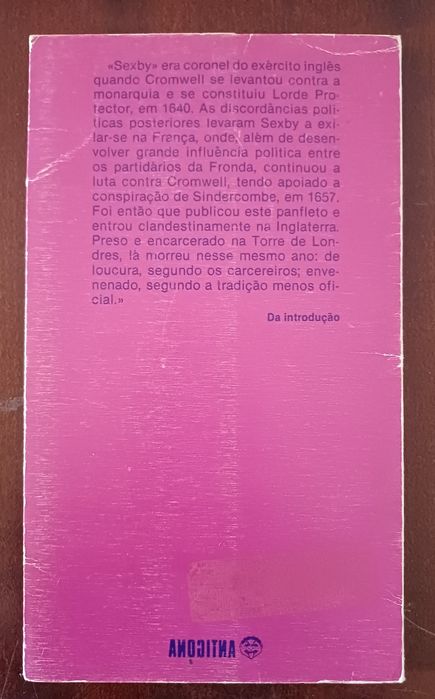 «Sexby» era coronel do exército inglês
quando Cromwell se levantou contra a
monarquia e se constituiu Lorde Pro-
tector, em 1640. As discordâncias polí-
ticas posteriores levaram Sexby a exi-
lar-se na França, onde, além de desen-
volver grande influência política entre
os partidários da Fronda, continuou a
luta contra Cromwell, tendo apoiado a
conspiração de Sindercombe, em 1657.
Foi então que publicou este panfleto e
entrou clandestinamente na Inglaterra.
Preso e encarcerado na Torre de Lon-
dres, lá morreu nesse mesmo ano: de
loucura, segundo os carcereiros; enve-
nenado, segundo a tradição menos ofi-
cial.»
Da introdução
ANTÍGONA